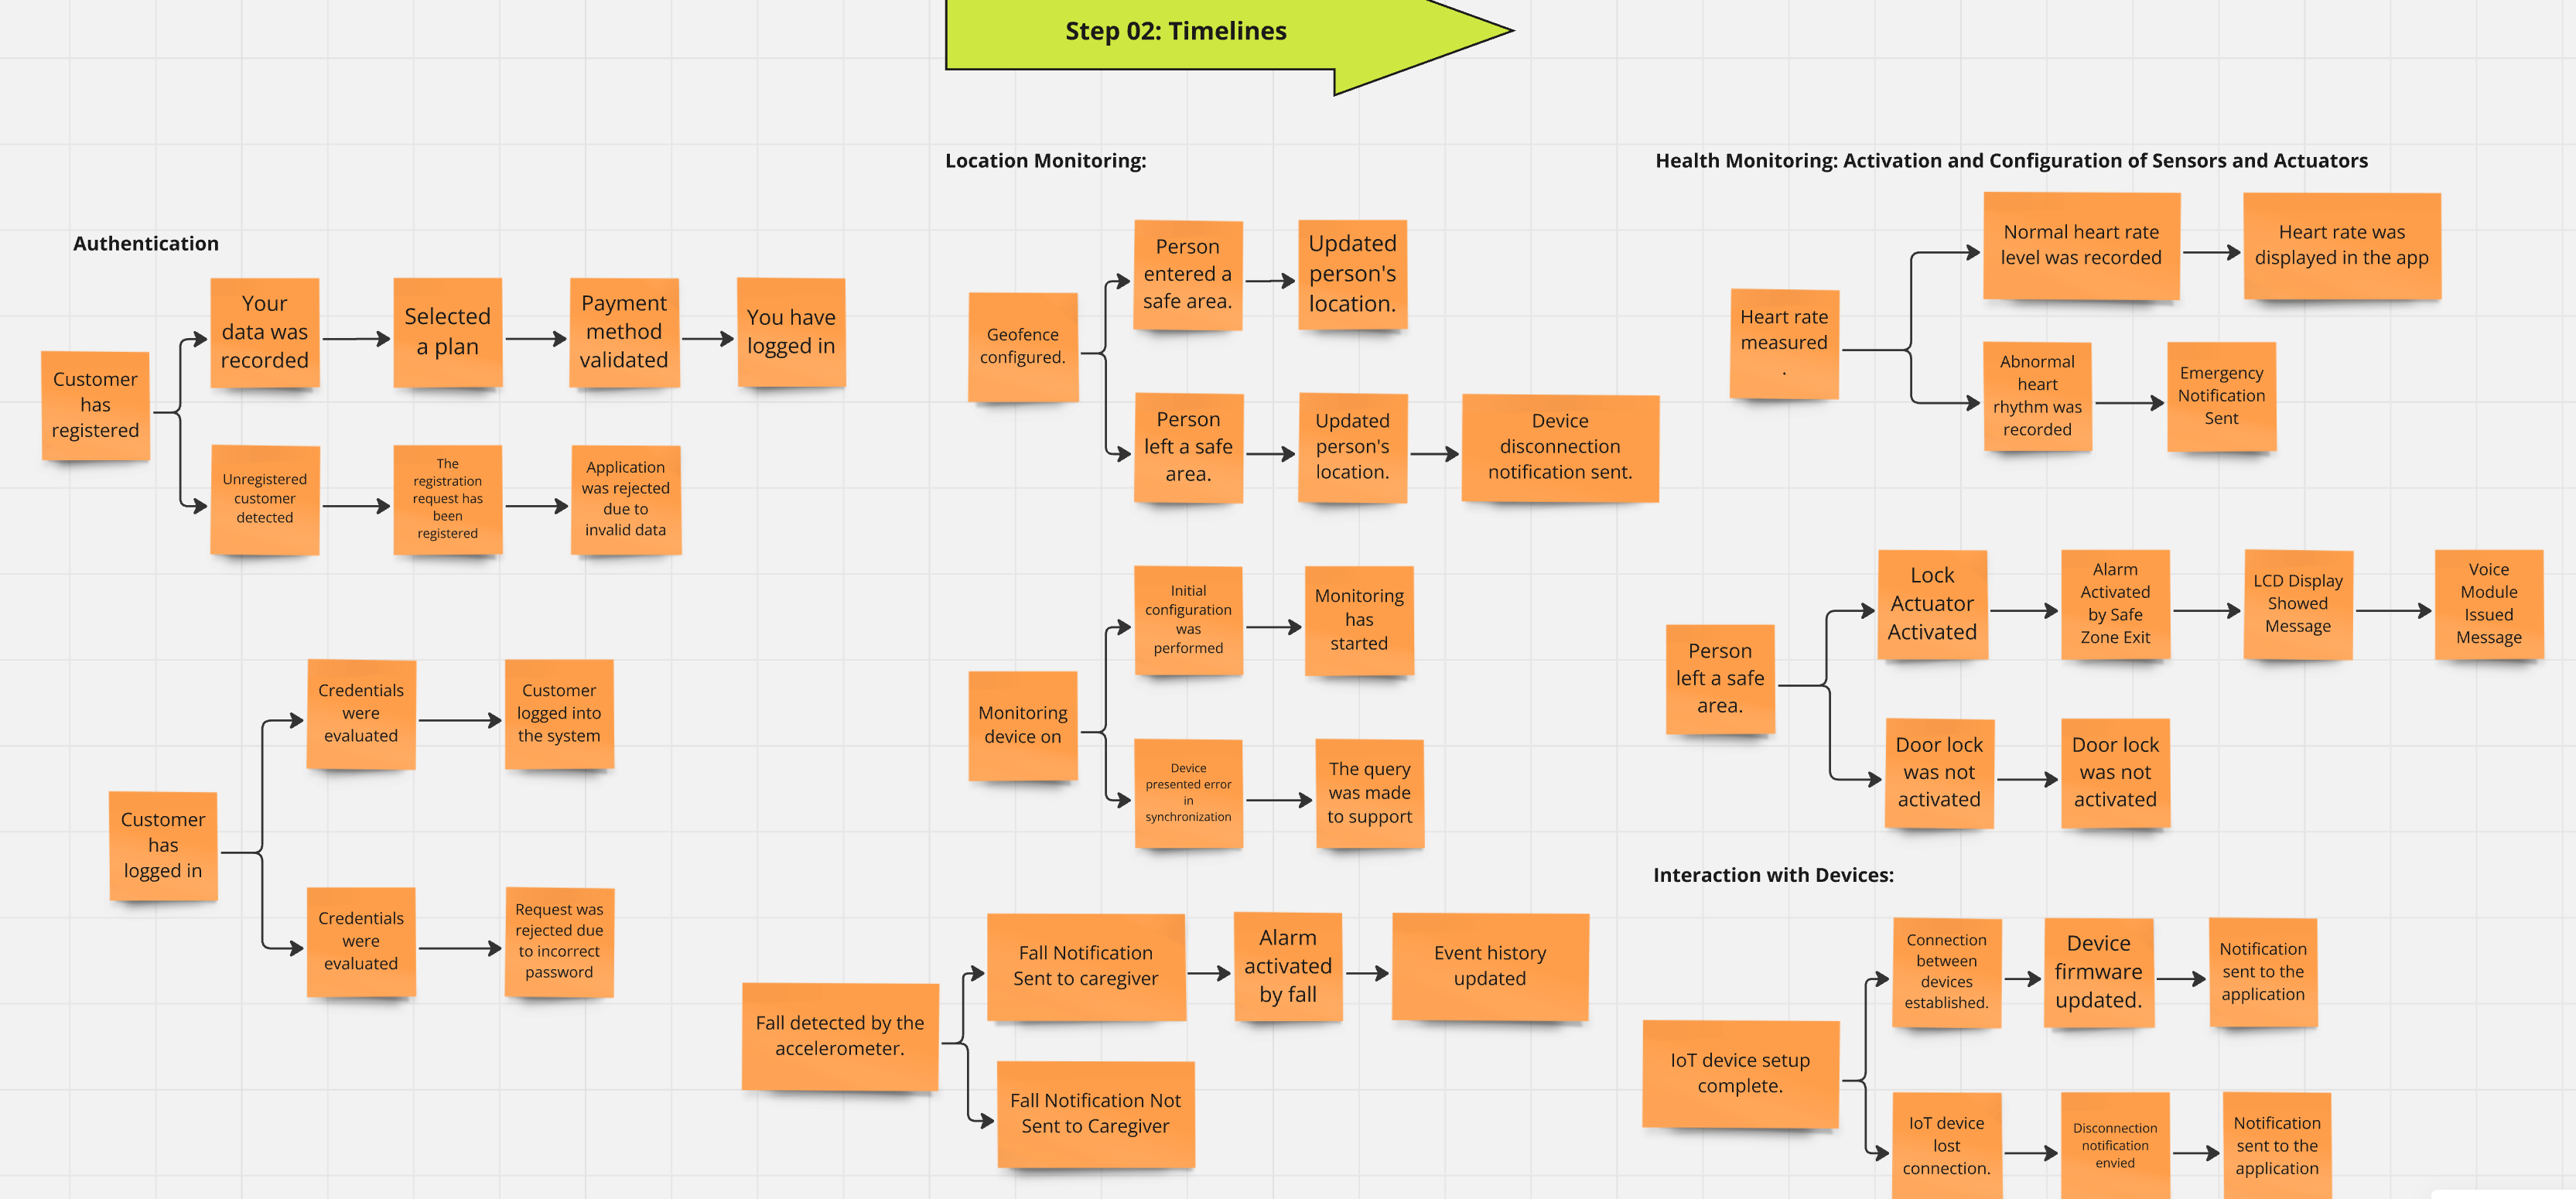 Step 02: Timelines
Authentication
Customer
has
registered
Your
data was
recorded
Selected
a plan
Payment
method
validated
You have
logged in
Unregistered
customer
detected
The
registration
request has
been
registered
Application
was rejected
due to
invalid data
Customer
has
logged in
Credentials
were
evaluated
Customer
logged into
the system
Credentials
were
evaluated
Request was
rejected due
to incorrect
password
Location Monitoring:
Geofence
configured.
Person
entered a
safe area.
Updated
person's
location.
Person
left a safe
area.
Updated
person's
location.
Device
disconnection
notification sent.
Monitoring
device on
Initial
configuration
was
performed
Monitoring
has
started
Device
presented error
in
synchronization
The query
was made
to support
Fall detected by the
accelerometer.
Fall Notification
Sent to caregiver
Alarm
activated
by fall
Event history
updated
Fall Notification Not
Sent to Caregiver
Health Monitoring: Activation and Configuration of Sensors and Actuators
Heart rate
measured
.
Normal heart rate
level was recorded
Heart rate was
displayed in the app
Abnormal
heart
rhythm was
recorded
Emergency
Notification
Sent
Person
left a safe
area.
Lock
Actuator
Activated
Alarm
Activated
by Safe
Zone Exit
LCD Display
Showed
Message
Voice
Module
Issued
Message
Door lock
was not
activated
Door lock
was not
activated
Interaction with Devices:
IoT device setup
complete.
Connection
between
devices
established.
Device
firmware
updated.
Notification
sent to the
application
IoT device
lost
connection.
Disconnection
notification
envied
Notification
sent to the
application